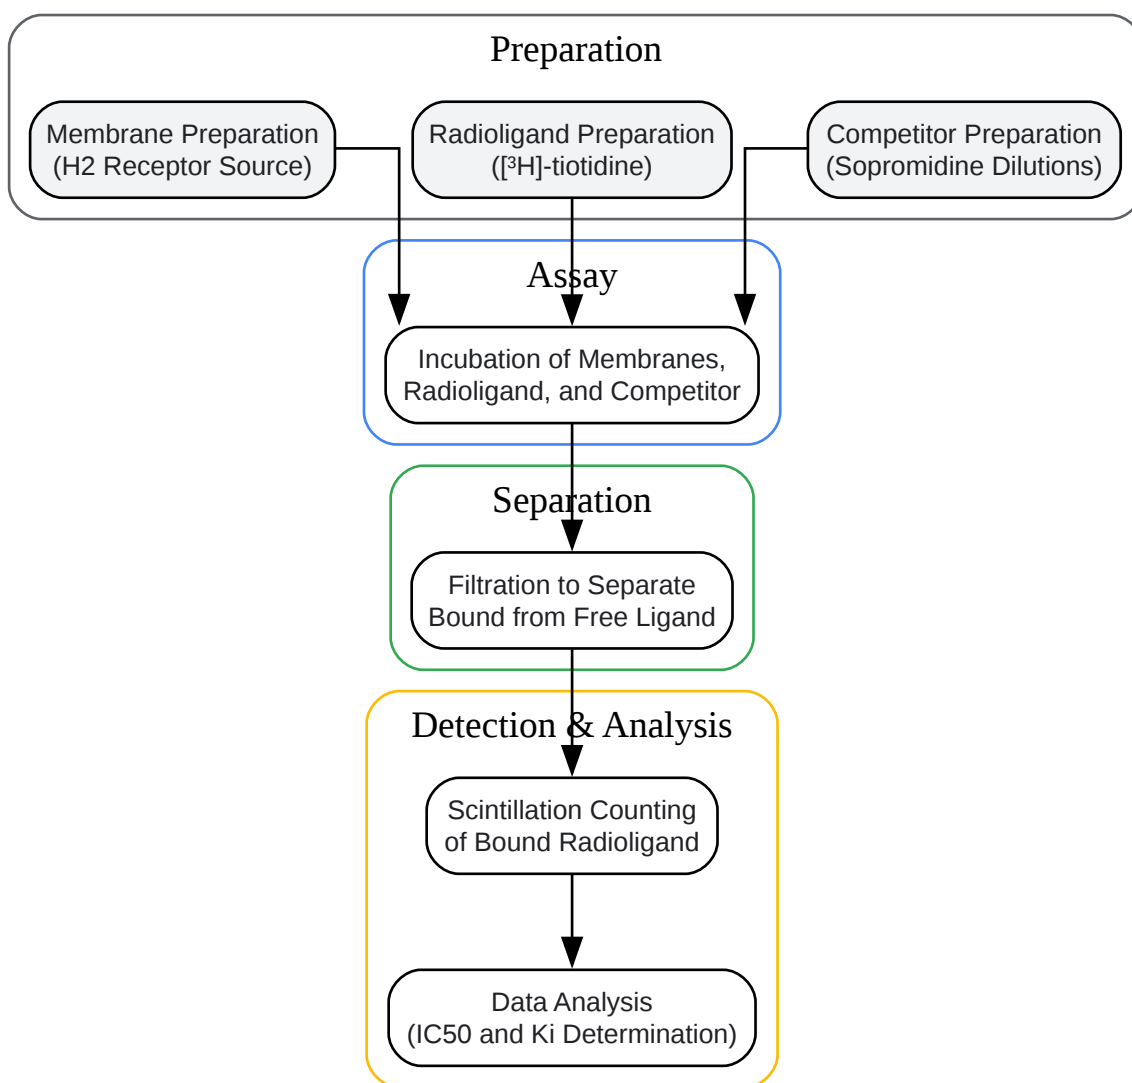 Preparation
Membrane Preparation
(H2 Receptor Source)
Radioligand Preparation
([³H]-tiotidine)
Competitor Preparation
(Sopromidine Dilutions)
Assay
Incubation of Membranes,
Radioligand, and Competitor
Separation
Filtration to Separate
Bound from Free Ligand
Detection & Analysis
Scintillation Counting
of Bound Radioligand
Data Analysis
(IC50 and Ki Determination)